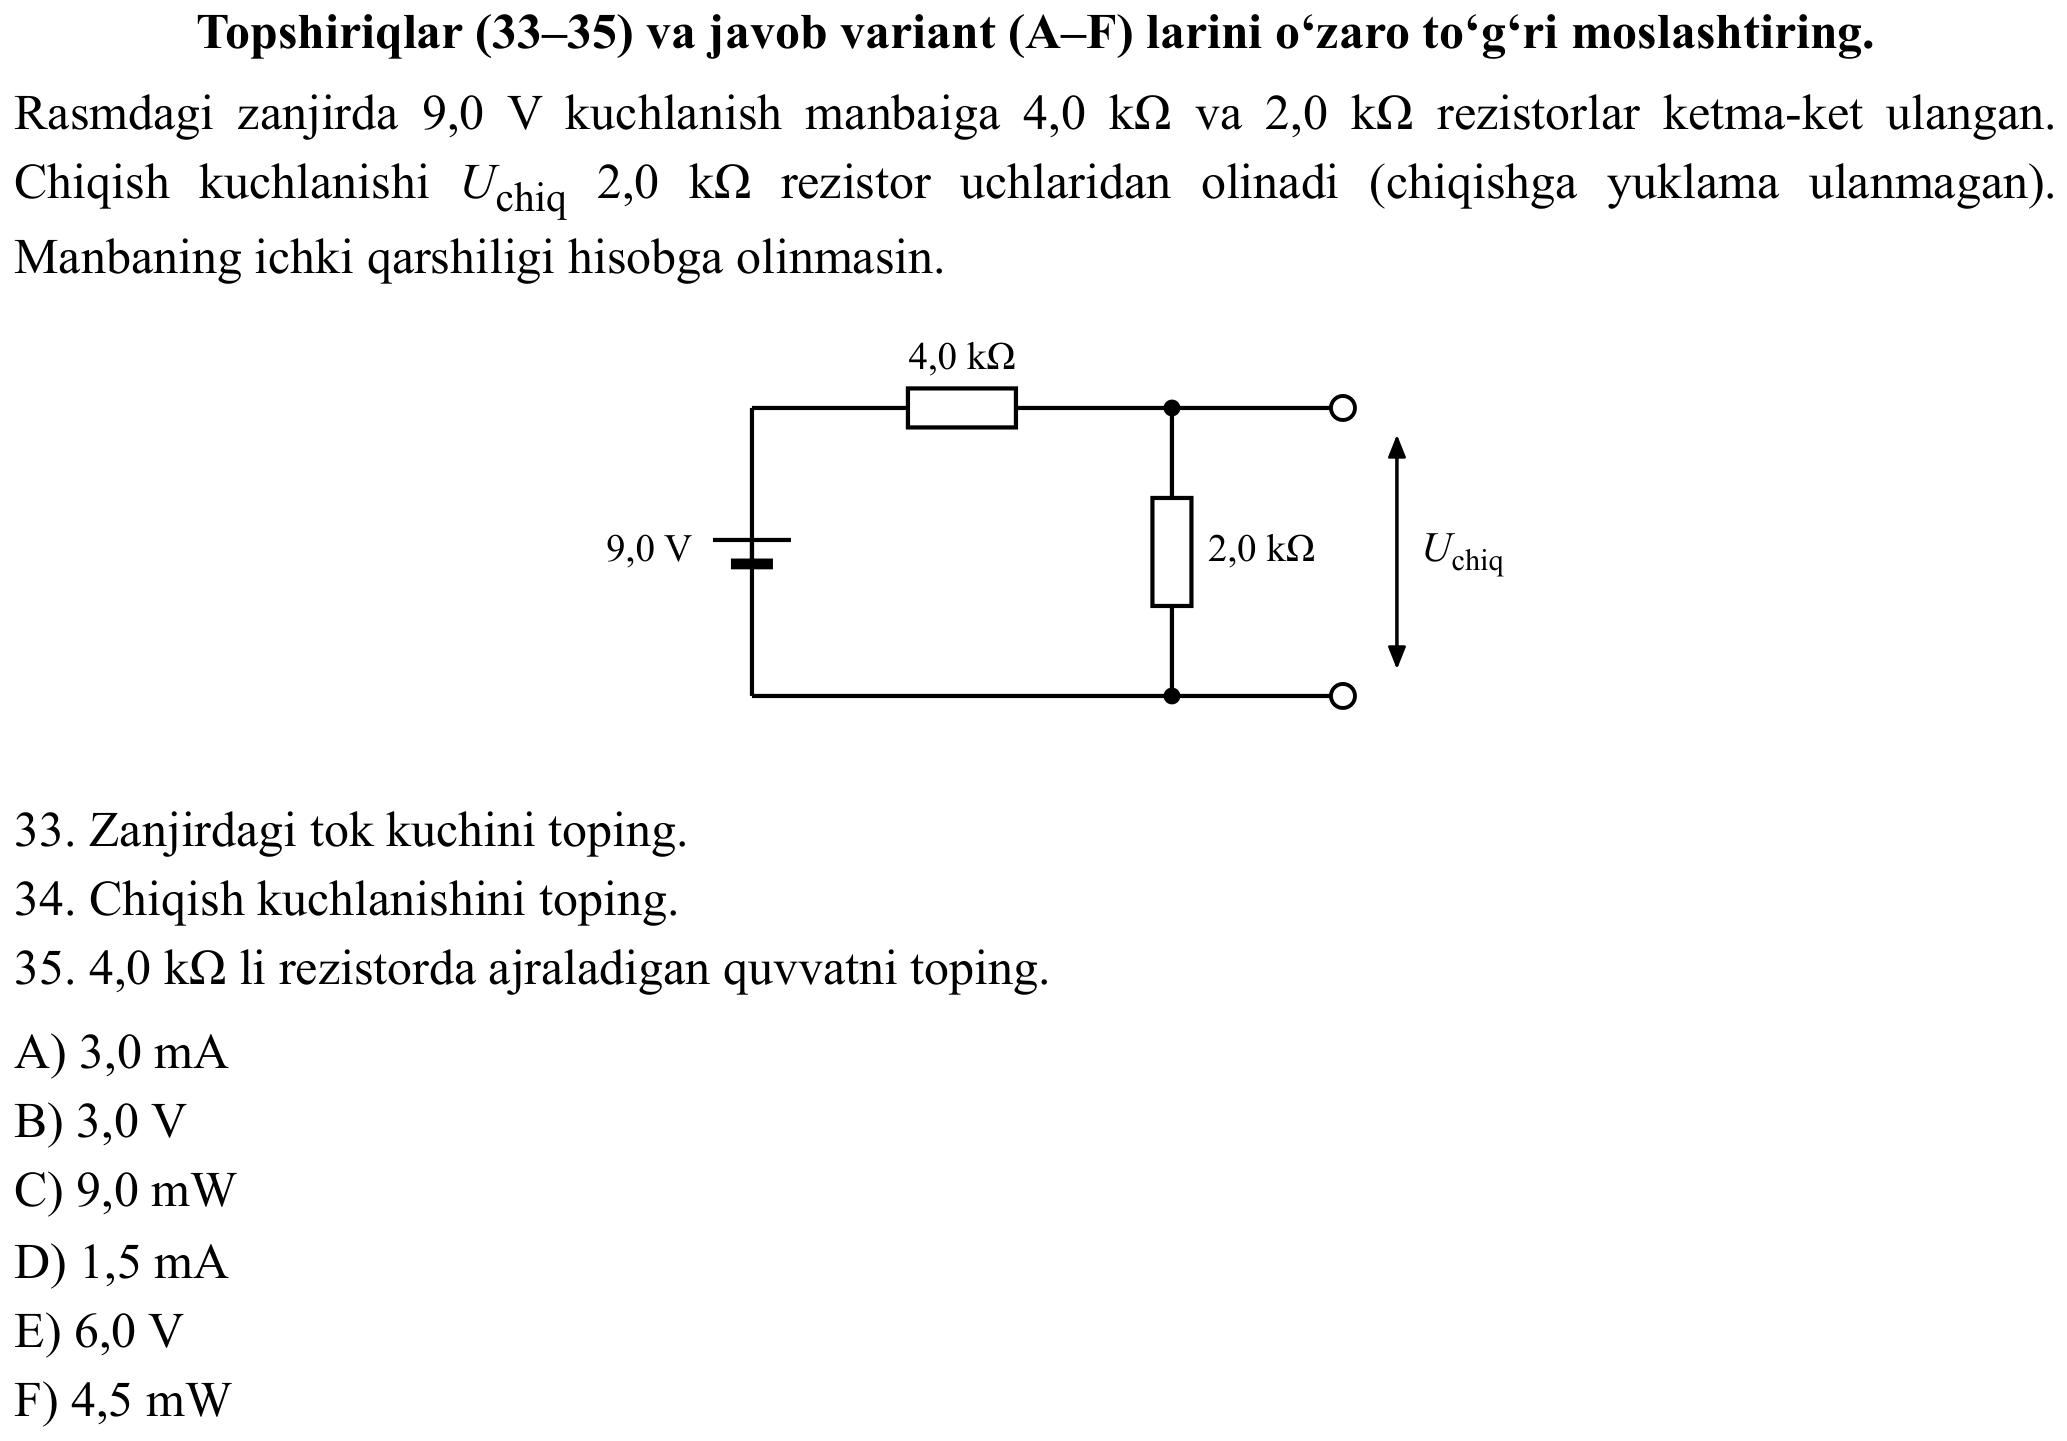 Topshiriqlar (33–35) va javob variant (A–F) larini o‘zaro to‘g‘ri moslashtiring.
Rasmdagi zanjirda 9,0 V kuchlanish manbaiga 4,0 kΩ va 2,0 kΩ rezistorlar ketma-ket ulangan.
Chiqish kuchlanishi Uchiq 2,0 kΩ rezistor uchlaridan olinadi (chiqishga yuklama ulanmagan).
Manbaning ichki qarshiligi hisobga olinmasin.
4,0 kΩ
9,0 V
2,0 kΩ
Uchiq
33. Zanjirdagi tok kuchini toping.
34. Chiqish kuchlanishini toping.
35. 4,0 kΩ li rezistorda ajraladigan quvvatni toping.
A) 3,0 mA
B) 3,0 V
C) 9,0 mW
D) 1,5 mA
E) 6,0 V
F) 4,5 mW